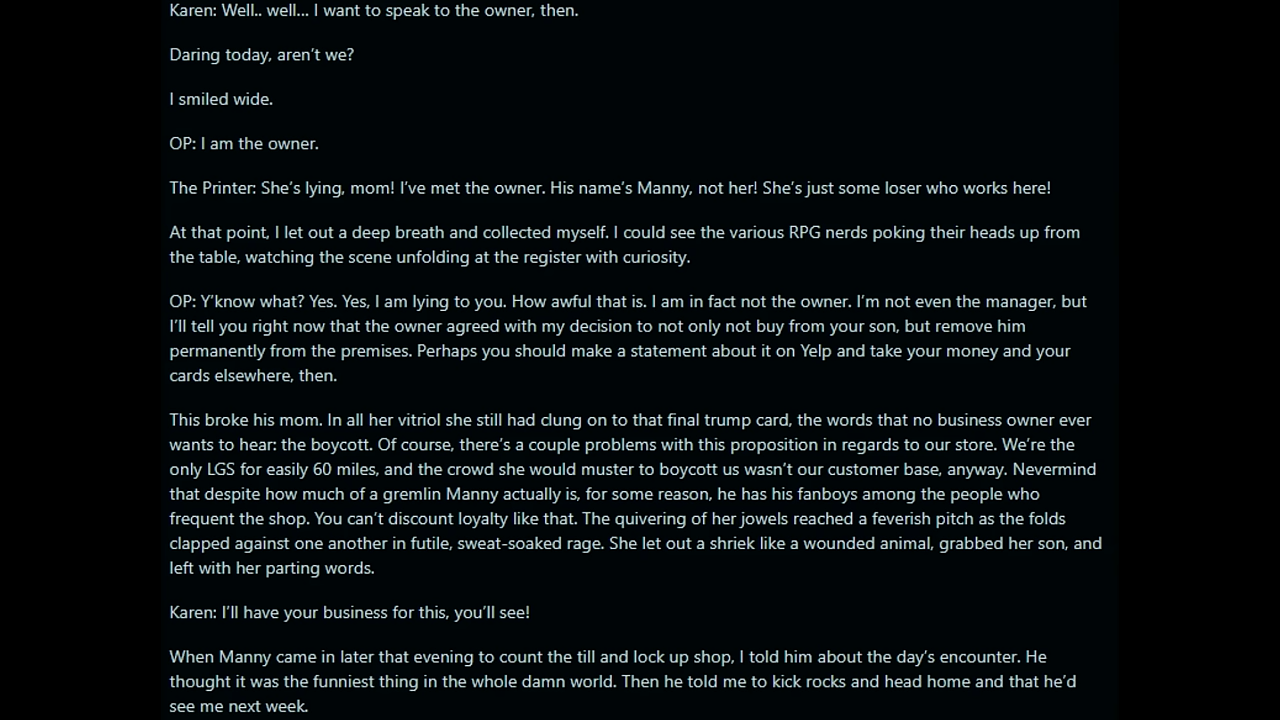 Karen: Well.. well... I want to speak to the owner, then.
Daring today, aren't we?
I smiled wide.
OP: I am the owner.
The Printer: She's lying, mom! I've met the owner. His name's Manny, not her! She's just some loser who works here!
At that point, I let out a deep breath and collected myself. I could see the various RPG nerds poking their heads up from
the table, watching the scene unfolding at the register with curiosity.
OP: Y'know what? Yes. Yes, I am lying to you. How awful that is. I am in fact not the owner. I'm not even the manager, but
I'll tell you right now that the owner agreed with my decision to not only not buy from your son, but remove him
permanently from the premises. Perhaps you should make a statement about it on Yelp and take your money and your
cards elsewhere, then.
This broke his mom. In all her vitriol she still had clung on to that final trump card, the words that no business owner ever
wants to hear: the boycott. Of course, there's a couple problems with this proposition in regards to our store. We're the
only LGS for easily 60 miles, and the crowd she would muster to boycott us wasn't our customer base, anyway. Nevermind
that despite how much of a gremlin Manny actually is, for some reason, he has his fanboys among the people who
frequent the shop. You can't discount loyalty like that. The quivering of her jowels reached a feverish pitch as the folds
clapped against one another in futile, sweat-soaked rage. She let out a shriek like a wounded animal, grabbed her son, and
left with her parting words.
Karen: I'll have your business for this, you'll see!
When Manny came in later that evening to count the till and lock up shop, I told him about the day's encounter. He
thought it was the funniest thing in the whole damn world. Then he told me to kick rocks and head home and that he'd
see me next week.